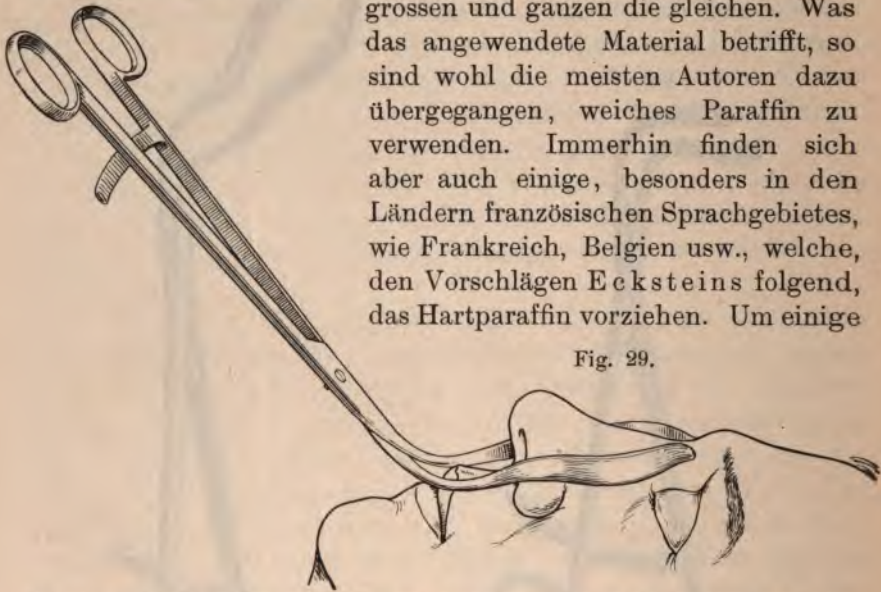 grossen und ganzen die gleichen. Was
das angewendete Material betrifft, so
sind wohl die meisten Autoren dazu
übergegangen, weiches Paraffin zu
verwenden. Immerhin finden sich
aber auch einige, besonders in den
Ländern französischen Sprachgebietes,
wie Frankreich, Belgien usw., welche,
den Vorschlägen Ecksteins folgend,
das Hartparaffin vorziehen. Um einige
Fig. 29.